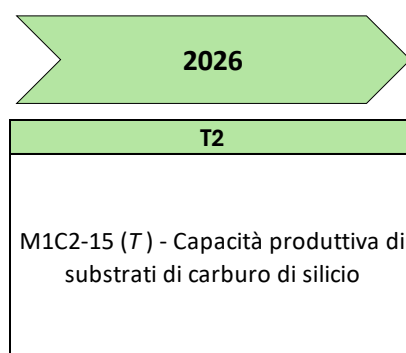 2026
T2
M1C2-15 (T ) - Capacità produttiva di
substrati di carburo di silicio